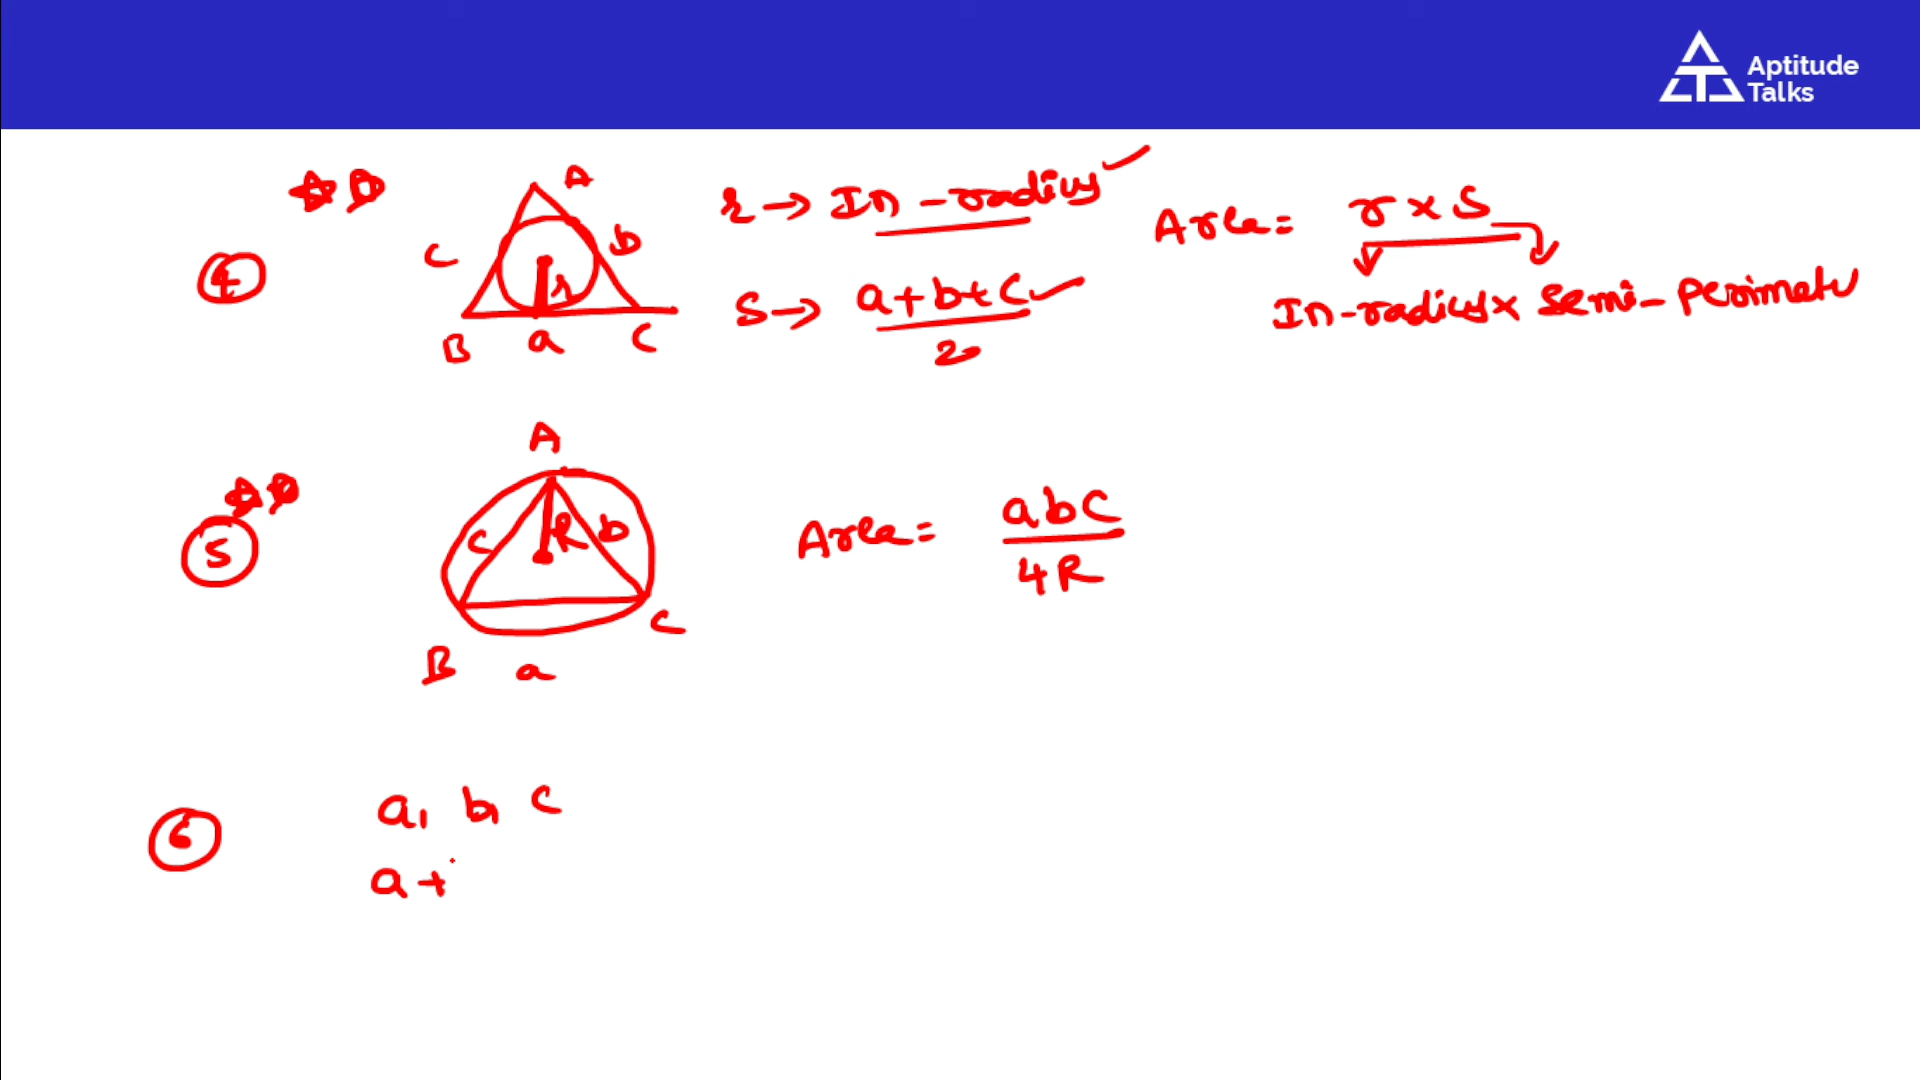 Aptitude
Talks
4
A
c
b
r
B
a
C
r → In-radius
S → a+b+c
2
Area = r × S
In-radius × Semi-Perimeter
5
A
c
R
b
B
a
C
Area = abc
4R
6
a, b, c
a +